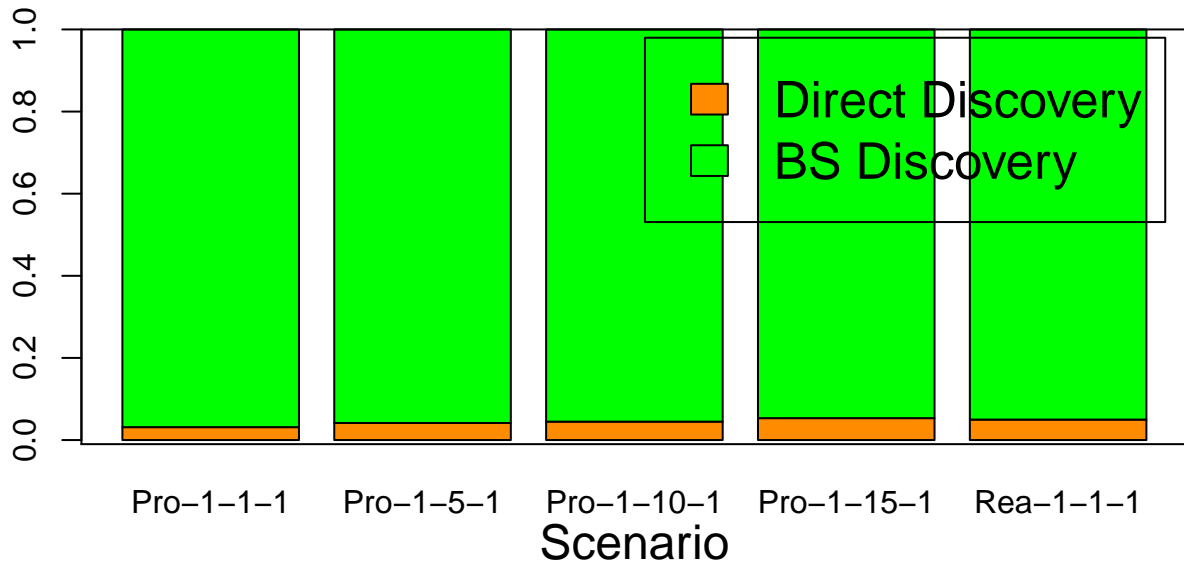 1.0
0.8
0.6
0.4
0.2
0.0
Direct Discovery
BS Discovery
Pro−1−1−1 Pro−1−5−1 Pro−1−10−1 Pro−1−15−1 Rea−1−1−1
Scenario